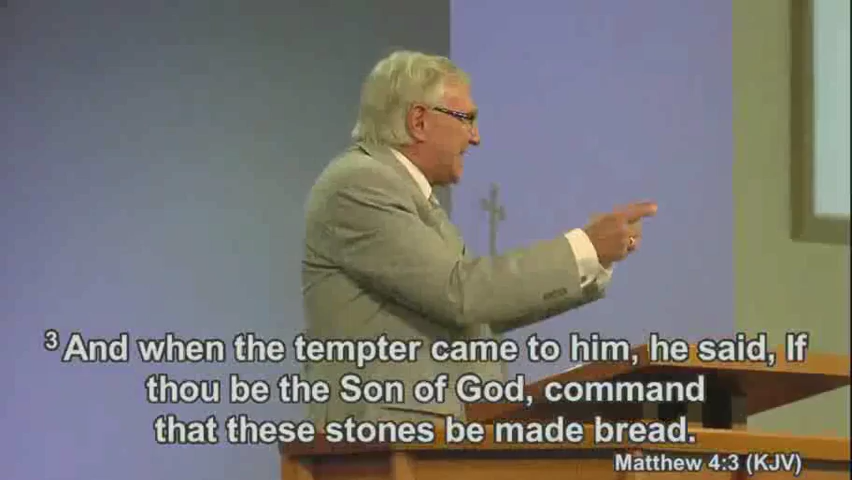 3 And when the tempter came to him, he said, If
thou be the Son of God, command
that these stones be made bread.
Matthew 4:3 (KJV)